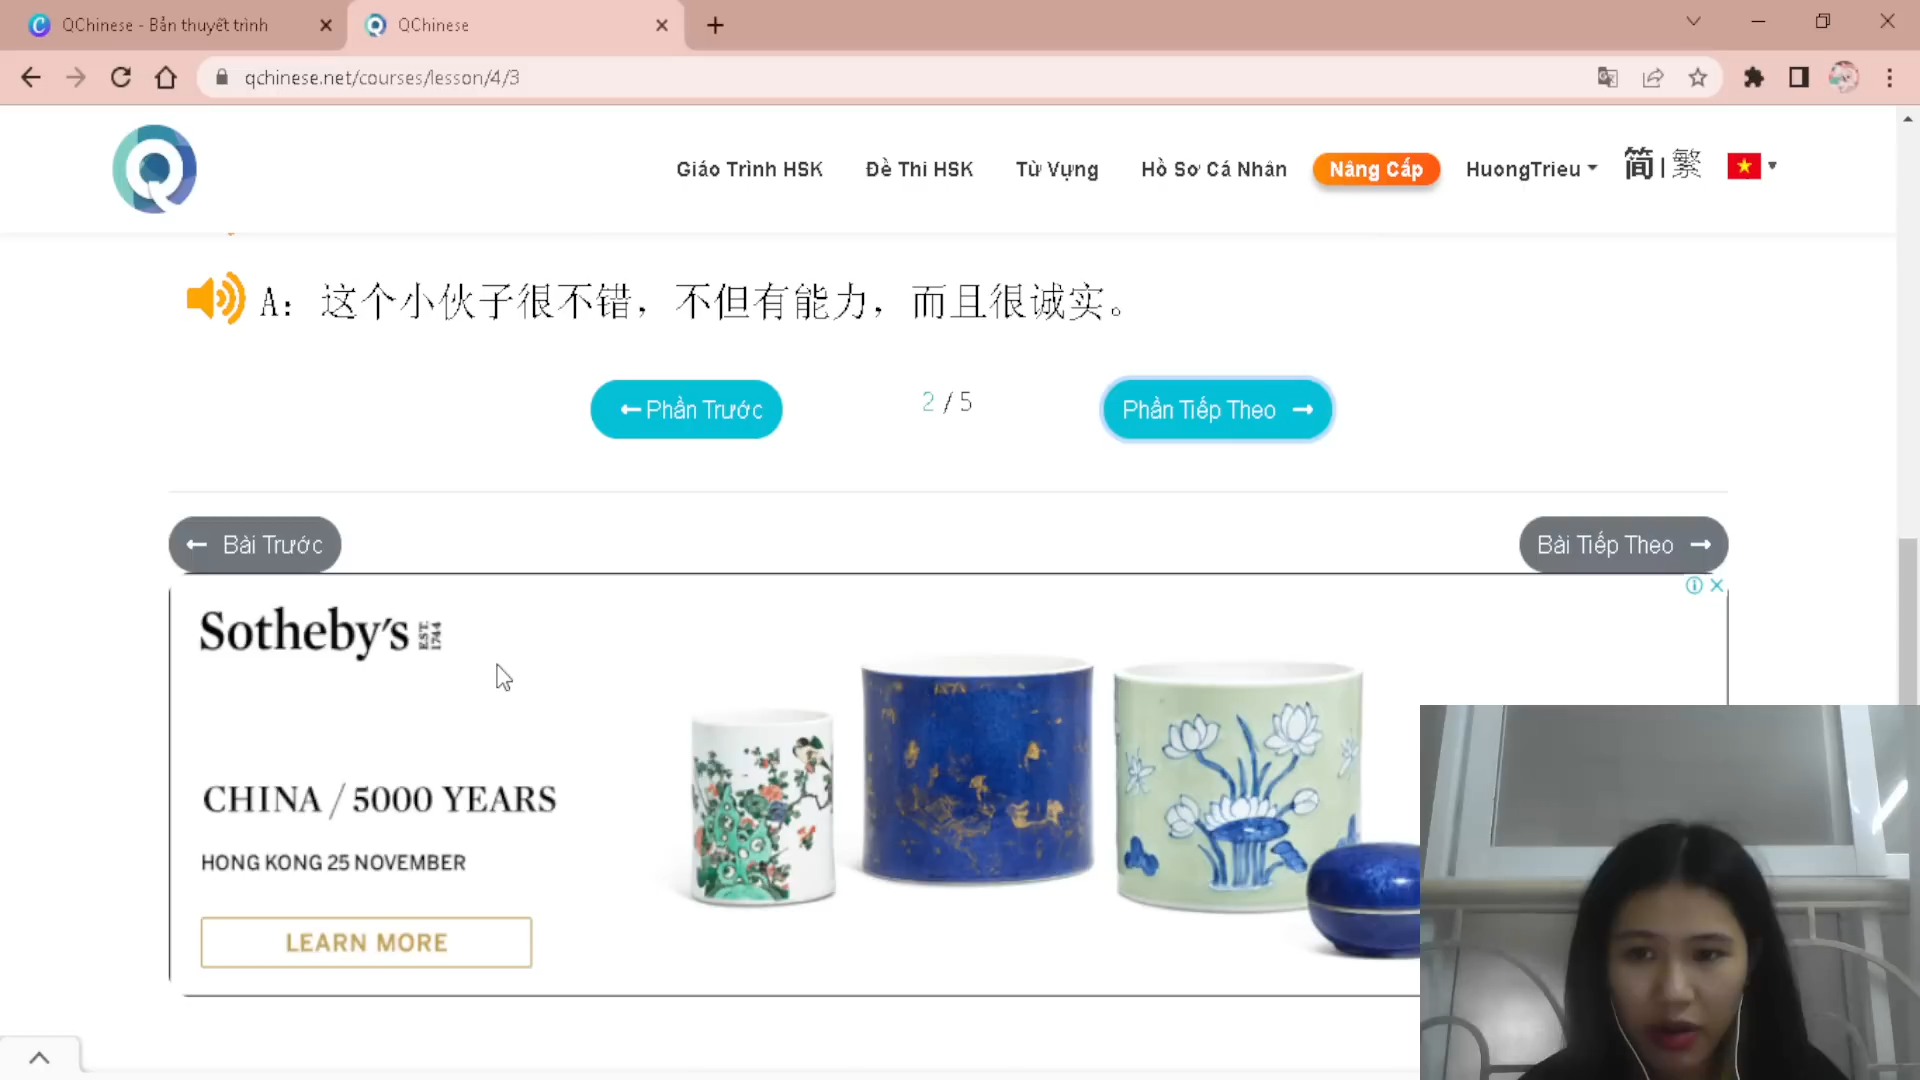 QChinese - Bản thuyết trình
QChinese
qchinese.net/courses/lesson/4/3
Giáo Trình HSK
Đề Thi HSK
Từ Vựng
Hồ Sơ Cá Nhân
Nâng Cấp
HuongTrieu
简 | 繁
A：这个小伙子很不错，不但有能力，而且很诚实。
Phần Trước
2 / 5
Phần Tiếp Theo
Bài Trước
Bài Tiếp Theo
Sotheby's EST. 1744
CHINA / 5000 YEARS
HONG KONG 25 NOVEMBER
LEARN MORE